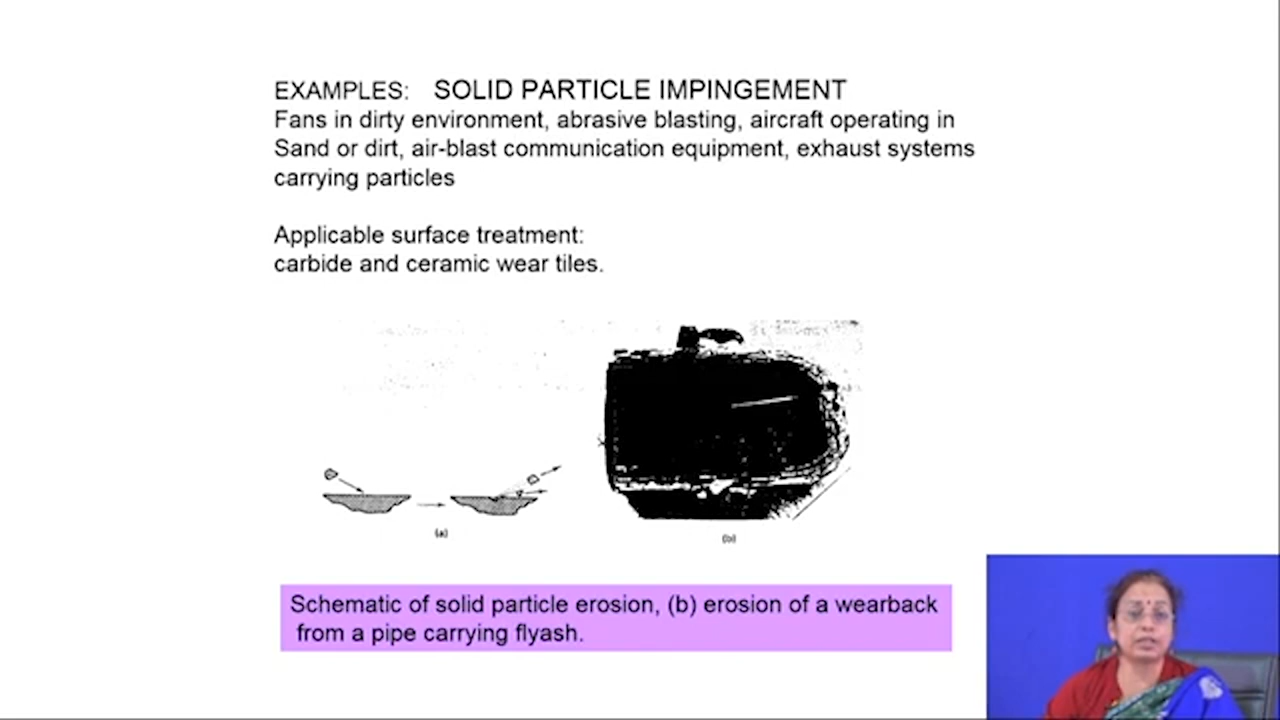 EXAMPLES: SOLID PARTICLE IMPINGEMENT
Fans in dirty environment, abrasive blasting, aircraft operating in
Sand or dirt, air-blast communication equipment, exhaust systems
carrying particles
Applicable surface treatment:
carbide and ceramic wear tiles.
(a)
(b)
Schematic of solid particle erosion, (b) erosion of a wearback
from a pipe carrying flyash.